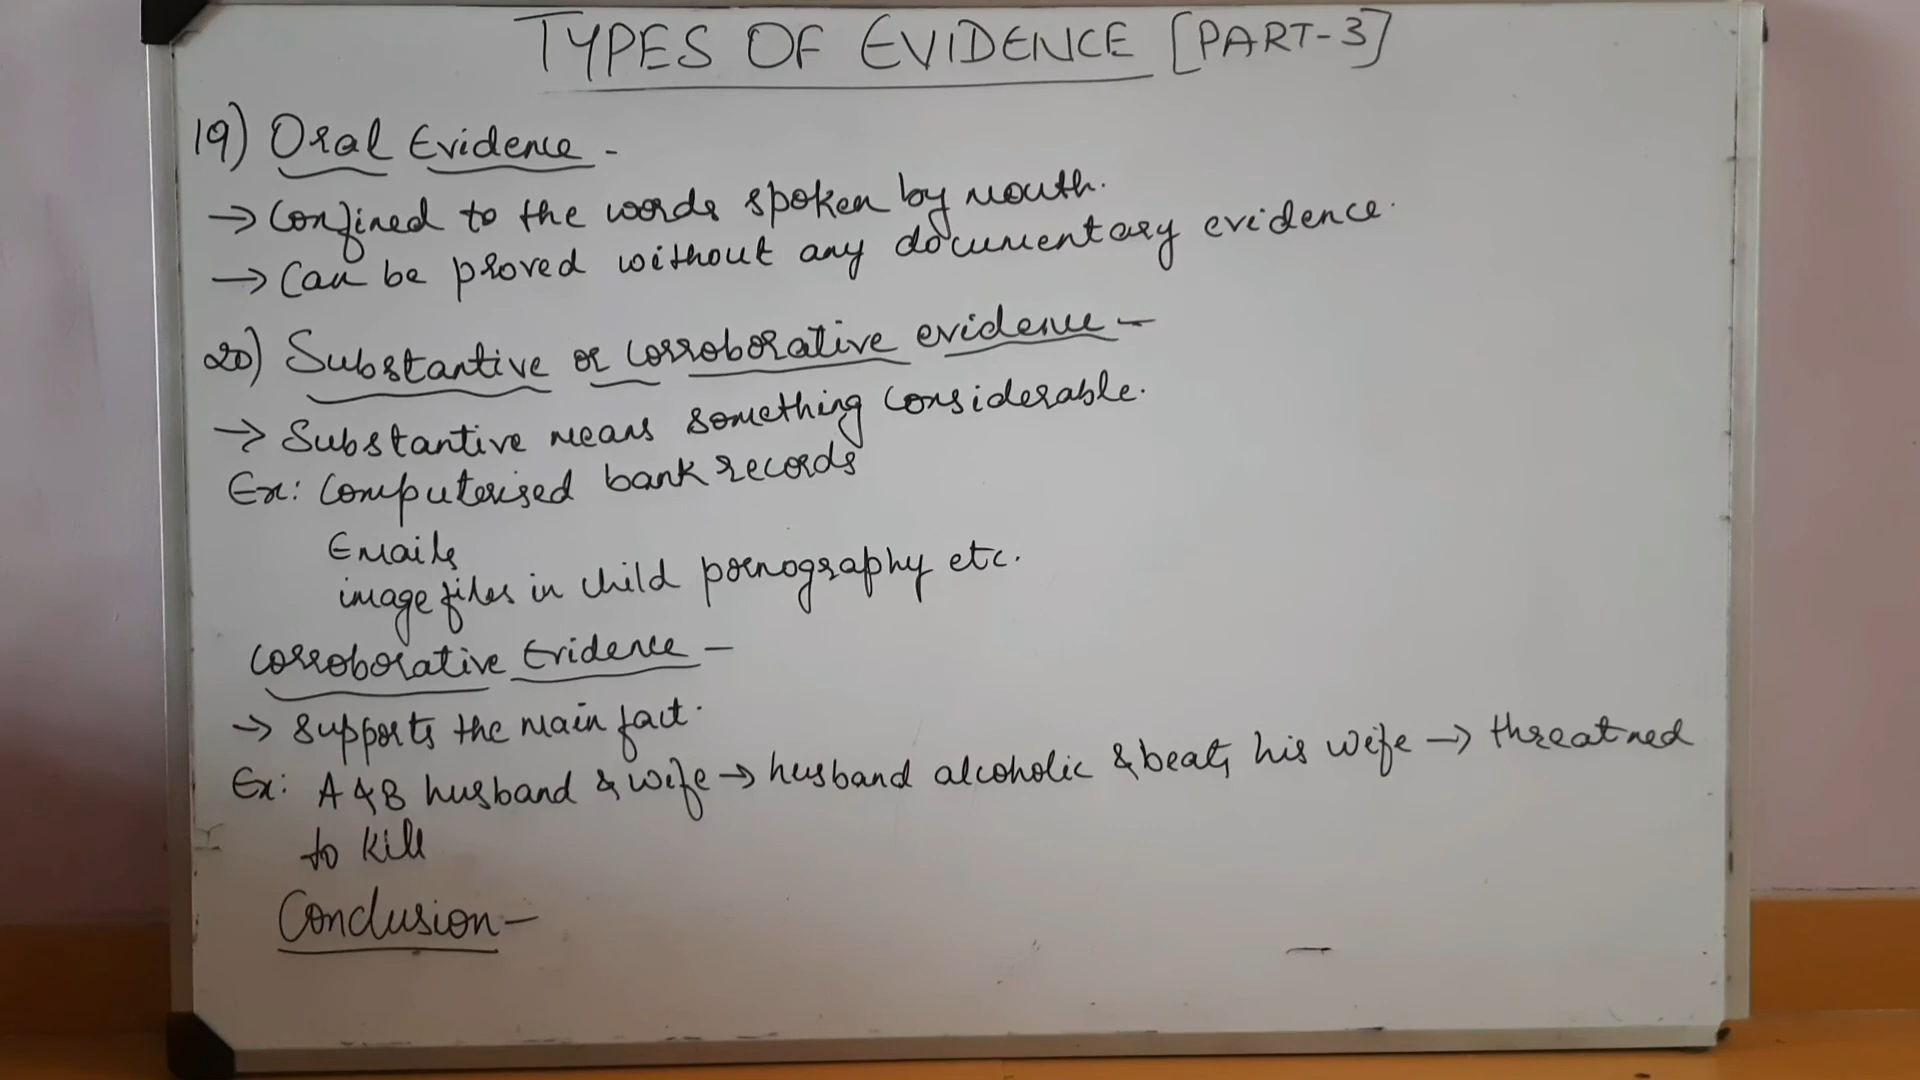 TYPES OF EVIDENCE [PART-3]
19) Oral Evidence -
→ Confined to the words spoken by mouth.
→ Can be proved without any documentary evidence.
20) Substantive or corroborative evidence -
→ Substantive means something considerable.
Ex: Computerised bank records
Emails
image files in child pornography etc.
Corroborative Evidence -
→ Supports the main fact.
Ex: A & B husband & wife → husband alcoholic & beats his wife → threatned
to kill
Conclusion -